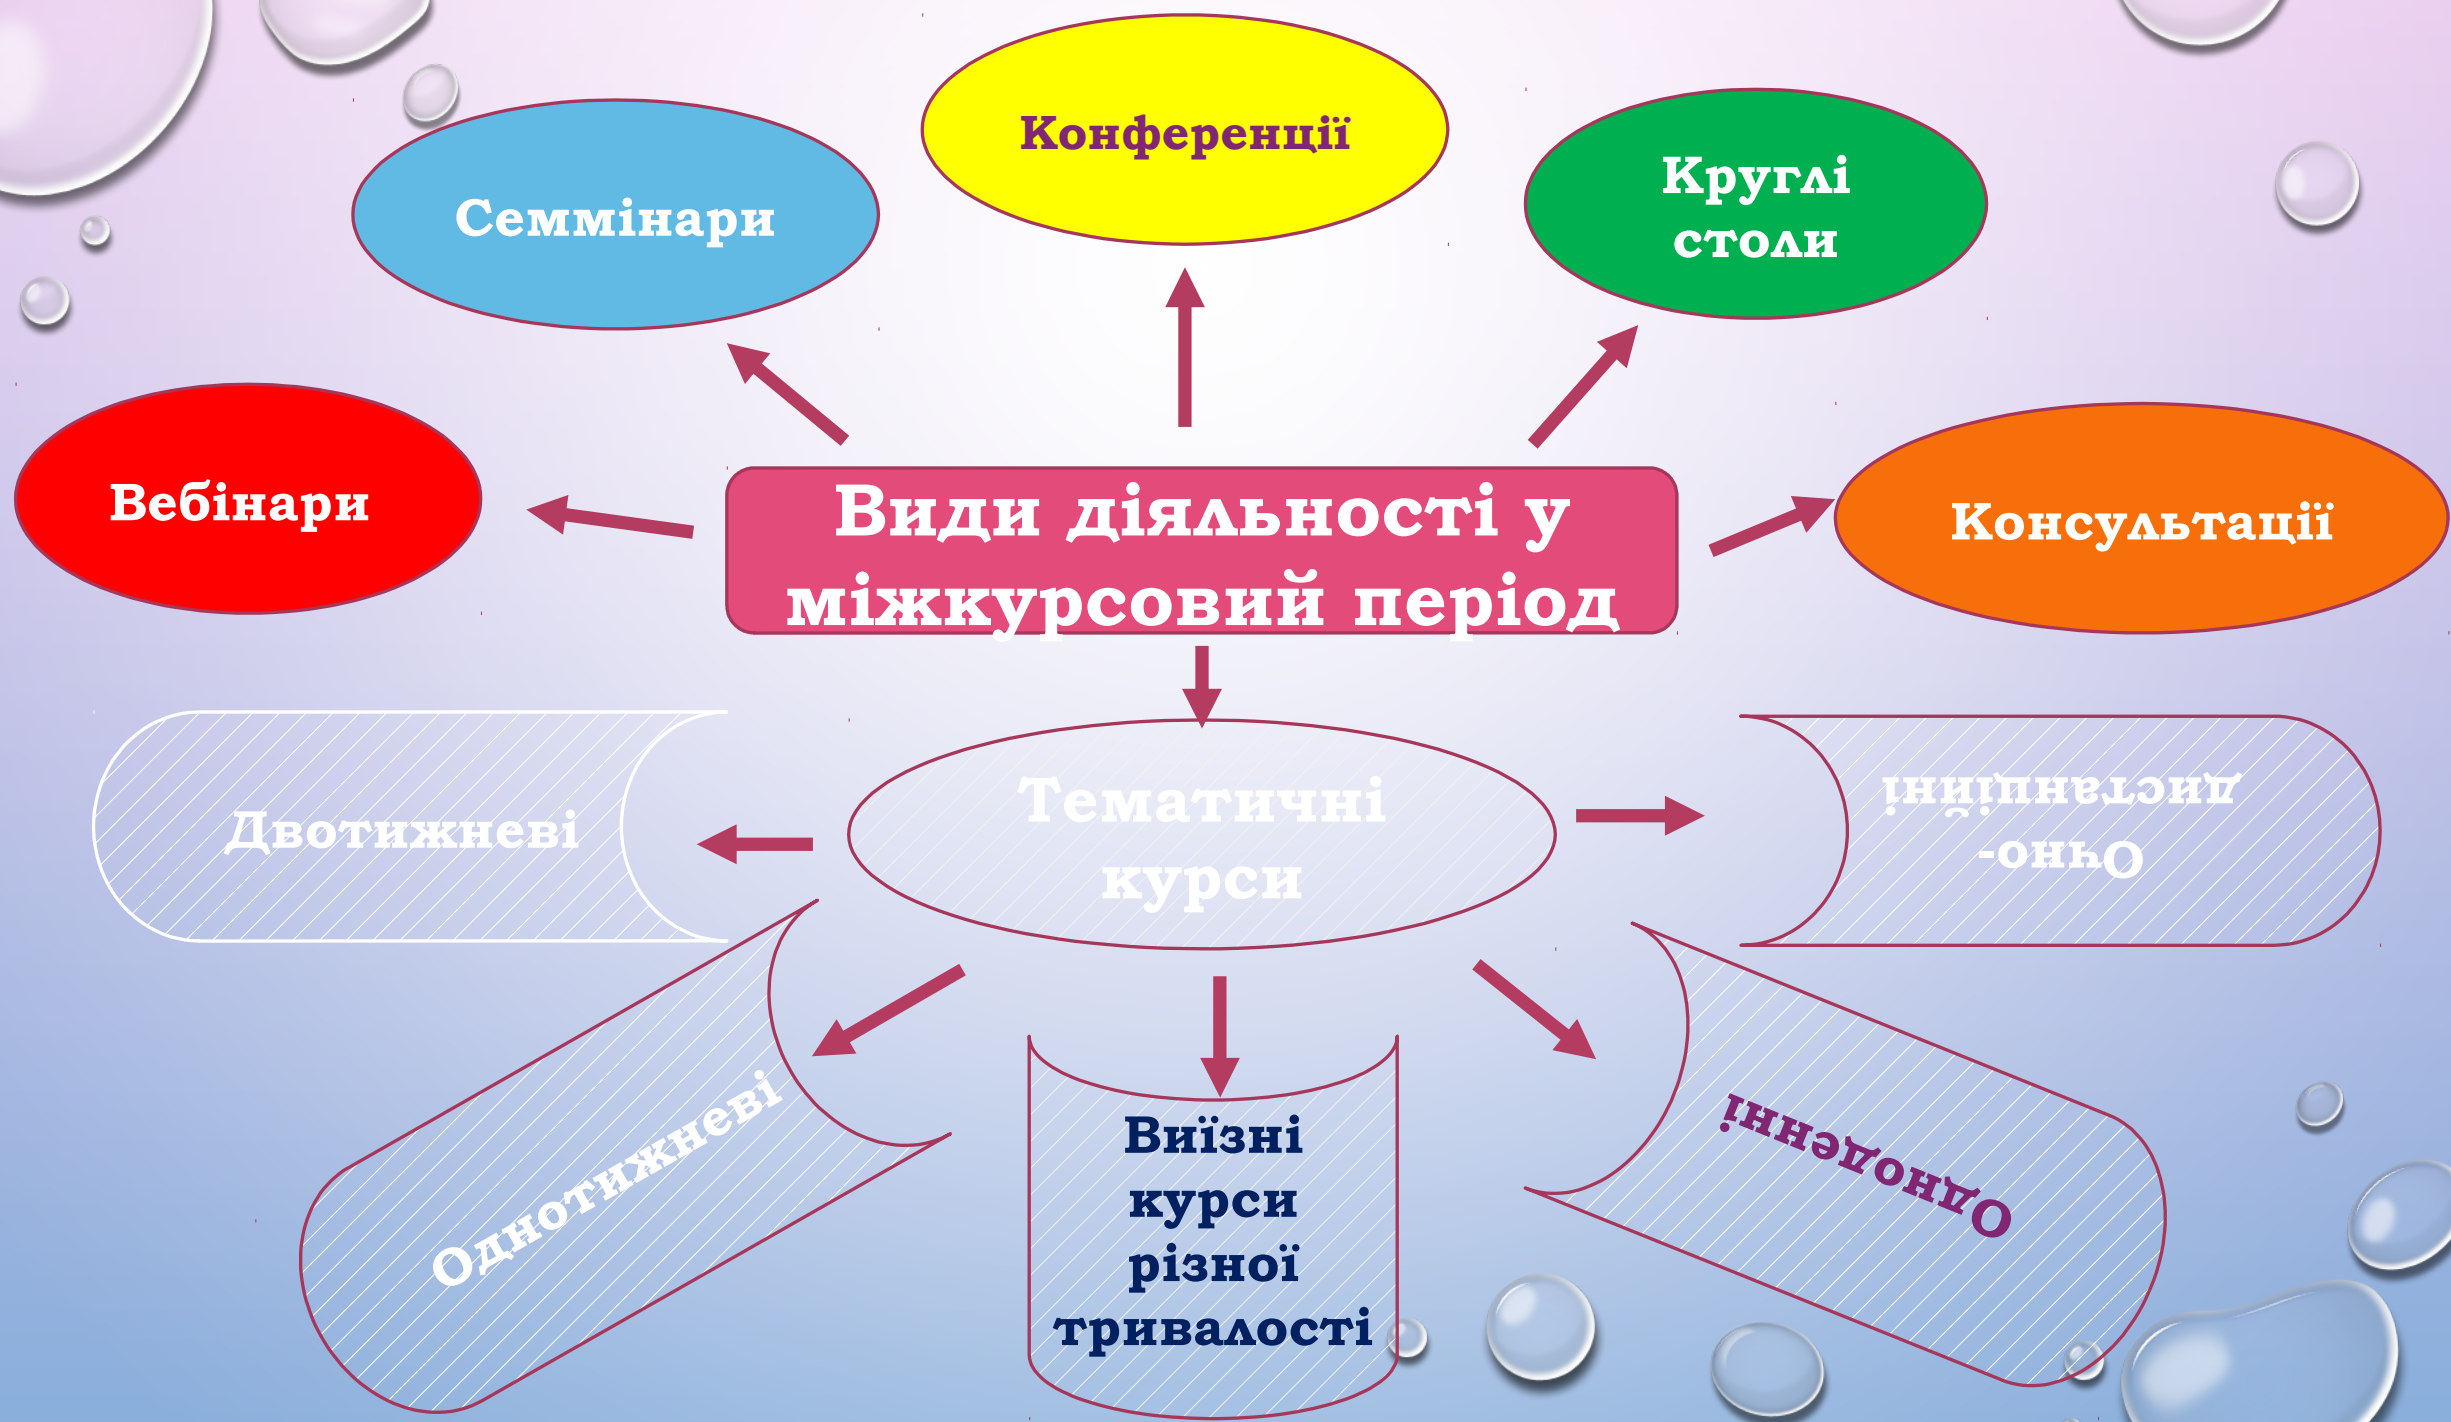 Конференції
Семмінари
Круглі
столи
Вебінари
Консультації
Види діяльності у
міжкурсовий період
Тематичні
курси
Двотижневі
Очно-
дистанційні
Однотижневі
Виїзні
курси
різної
тривалості
Одноденні